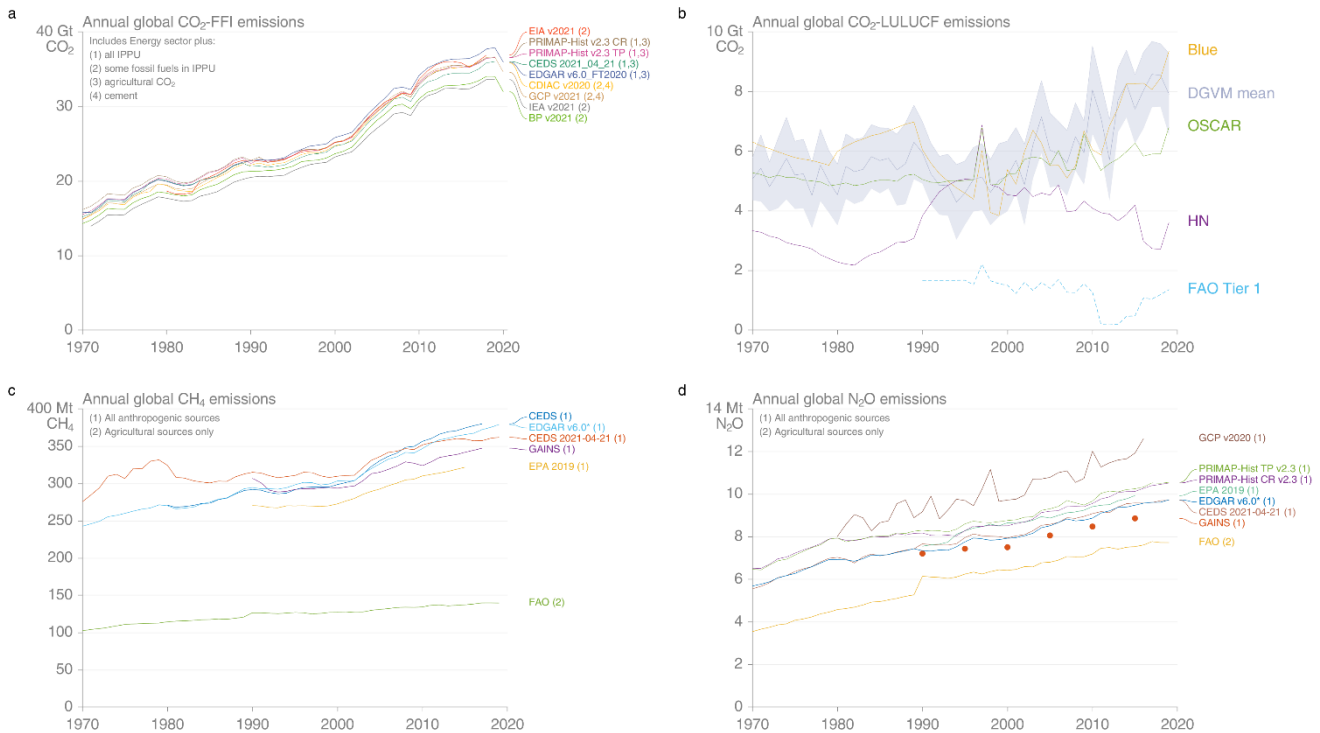 a
Annual global CO₂-FFI emissions
40 Gt
CO₂
Includes Energy sector plus:
(1) all IPPU
(2) some fossil fuels in IPPU
(3) agricultural CO₂
(4) cement
30
20
10
0
1970
1980
1990
2000
2010
2020
EIA v2021 (2)
PRIMAP-Hist v2.3 CR (1,3)
PRIMAP-Hist v2.3 TP (1,3)
CEDS 2021_04_21 (1,3)
EDGAR v6.0_FT2020 (1,3)
CDIAC v2020 (2,4)
GCP v2021 (2,4)
IEA v2021 (2)
BP v2021 (2)
b
Annual global CO₂-LULUCF emissions
10 Gt
CO₂
8
6
4
2
0
1970
1980
1990
2000
2010
2020
Blue
DGVM mean
OSCAR
HN
FAO Tier 1
c
Annual global CH₄ emissions
400 Mt
CH₄
(1) All anthropogenic sources
(2) Agricultural sources only
350
300
250
200
150
100
50
0
1970
1980
1990
2000
2010
2020
CEDS (1)
EDGAR v6.0* (1)
CEDS 2021-04-21 (1)
GAINS (1)
EPA 2019 (1)
FAO (2)
d
Annual global N₂O emissions
14 Mt
N₂O
(1) All anthropogenic sources
(2) Agricultural sources only
12
10
8
6
4
2
0
1970
1980
1990
2000
2010
2020
GCP v2020 (1)
PRIMAP-Hist TP v2.3 (1)
PRIMAP-Hist CR v2.3 (1)
EPA 2019 (1)
EDGAR v6.0* (1)
CEDS 2021-04-21 (1)
GAINS (1)
FAO (2)